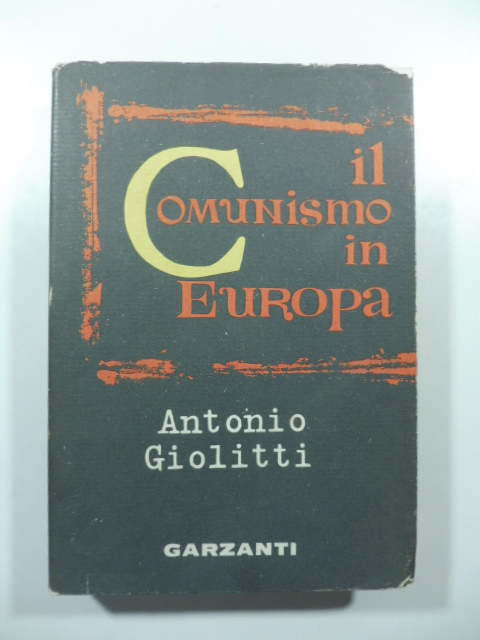 il
Comunismo
in
Europa
Antonio
Giolitti
GARZANTI